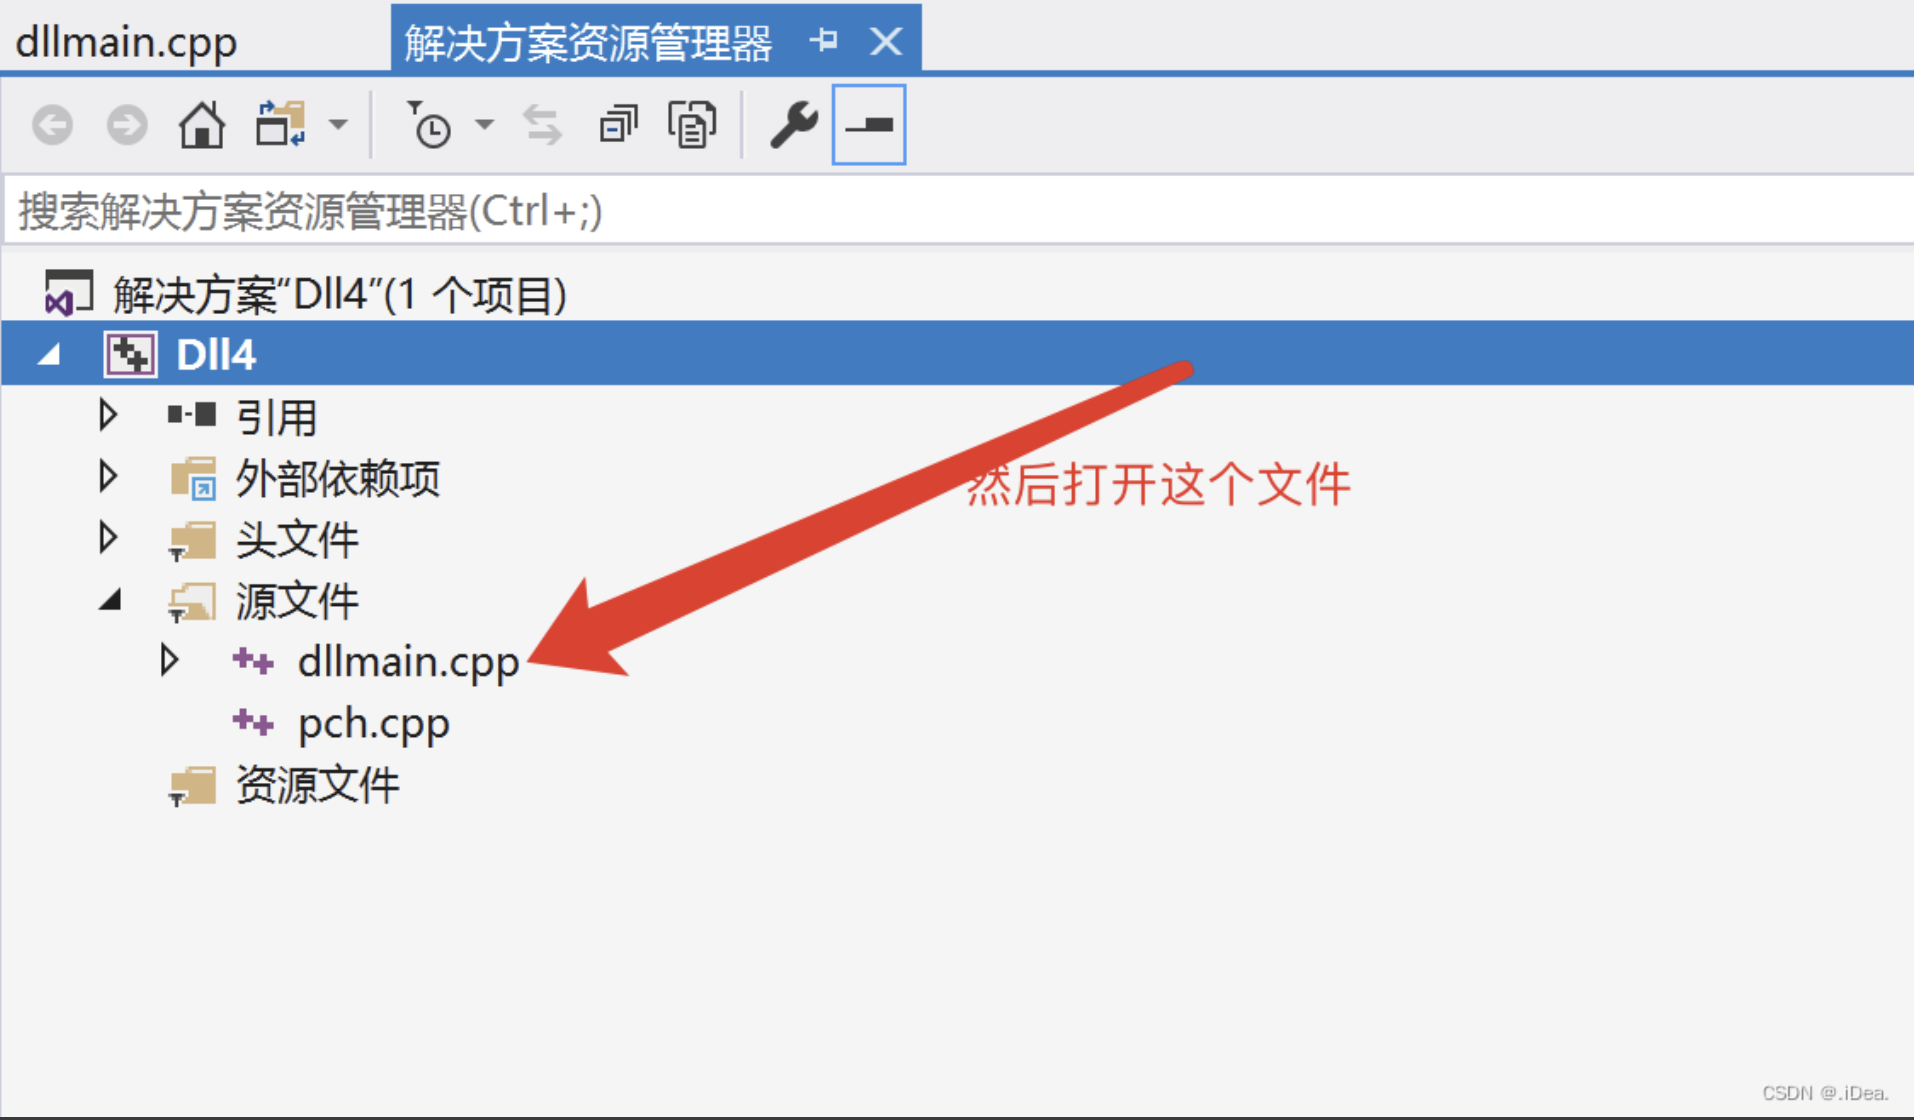 dllmain.cpp
解决方案资源管理器
搜索解决方案资源管理器(Ctrl+;)
解决方案“Dll4”(1 个项目)
Dll4
引用
外部依赖项
然后打开这个文件
头文件
源文件
dllmain.cpp
pch.cpp
资源文件
CSDN @.iDea.